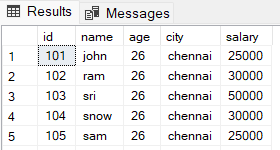 Results Messages
id name age city salary
1 101 john 26 chennai 25000
2 102 ram 26 chennai 30000
3 103 sri 26 chennai 50000
4 104 snow 26 chennai 30000
5 105 sam 26 chennai 20000